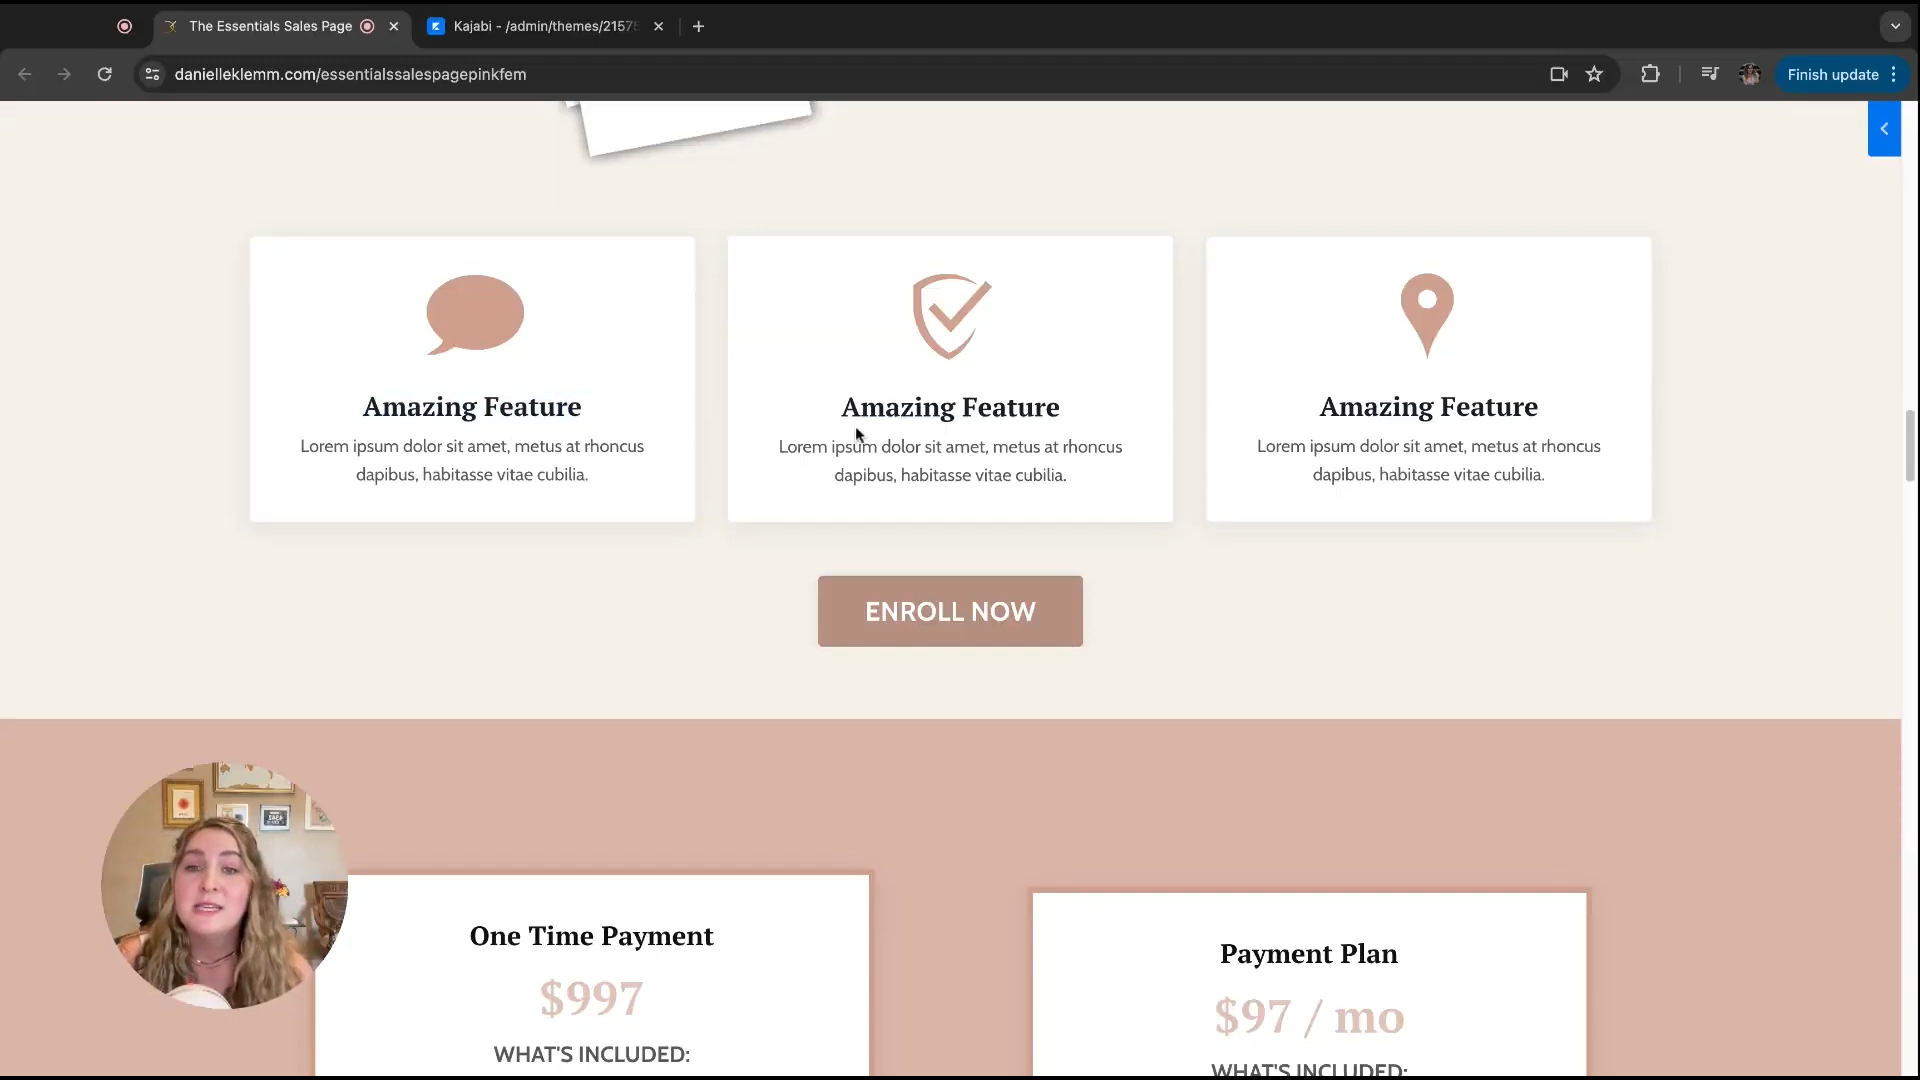 The Essentials Sales Page
Kajabi - /admin/themes/2157
danielleklemm.com/essentialssalespagepinkfem
Finish update
Amazing Feature
Lorem ipsum dolor sit amet, metus at rhoncus
dapibus, habitasse vitae cubilia.
Amazing Feature
Lorem ipsum dolor sit amet, metus at rhoncus
dapibus, habitasse vitae cubilia.
Amazing Feature
Lorem ipsum dolor sit amet, metus at rhoncus
dapibus, habitasse vitae cubilia.
ENROLL NOW
One Time Payment
$997
WHAT'S INCLUDED:
Payment Plan
$97 / mo
WHAT'S INCLUDED: